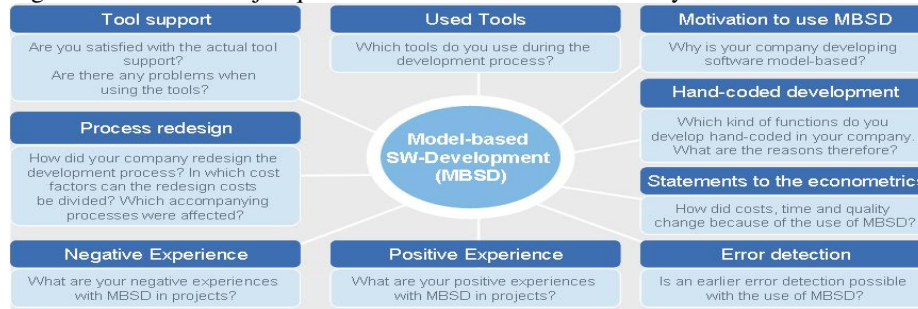 Tool support
Are you satisfied with the actual tool
support?
Are there any problems when
using the tools?
Used Tools
Which tools do you use during the
development process?
Motivation to use MBSD
Why is your company developing
software model-based?
Hand-coded development
Which kind of functions do you
develop hand-coded in your company.
What are the reasons therefore?
Process redesign
How did your company redesign the
development process? In which cost
factors can the redesign costs
be divided? Which accompanying
processes were affected?
Model-based
SW-Development
(MBSD)
Statements to the econometrics
How did costs, time and quality
change because of the use of MBSD?
Negative Experience
What are your negative experiences
with MBSD in projects?
Positive Experience
What are your positive experiences
with MBSD in projects?
Error detection
Is an earlier error detection possible
with the use of MBSD?